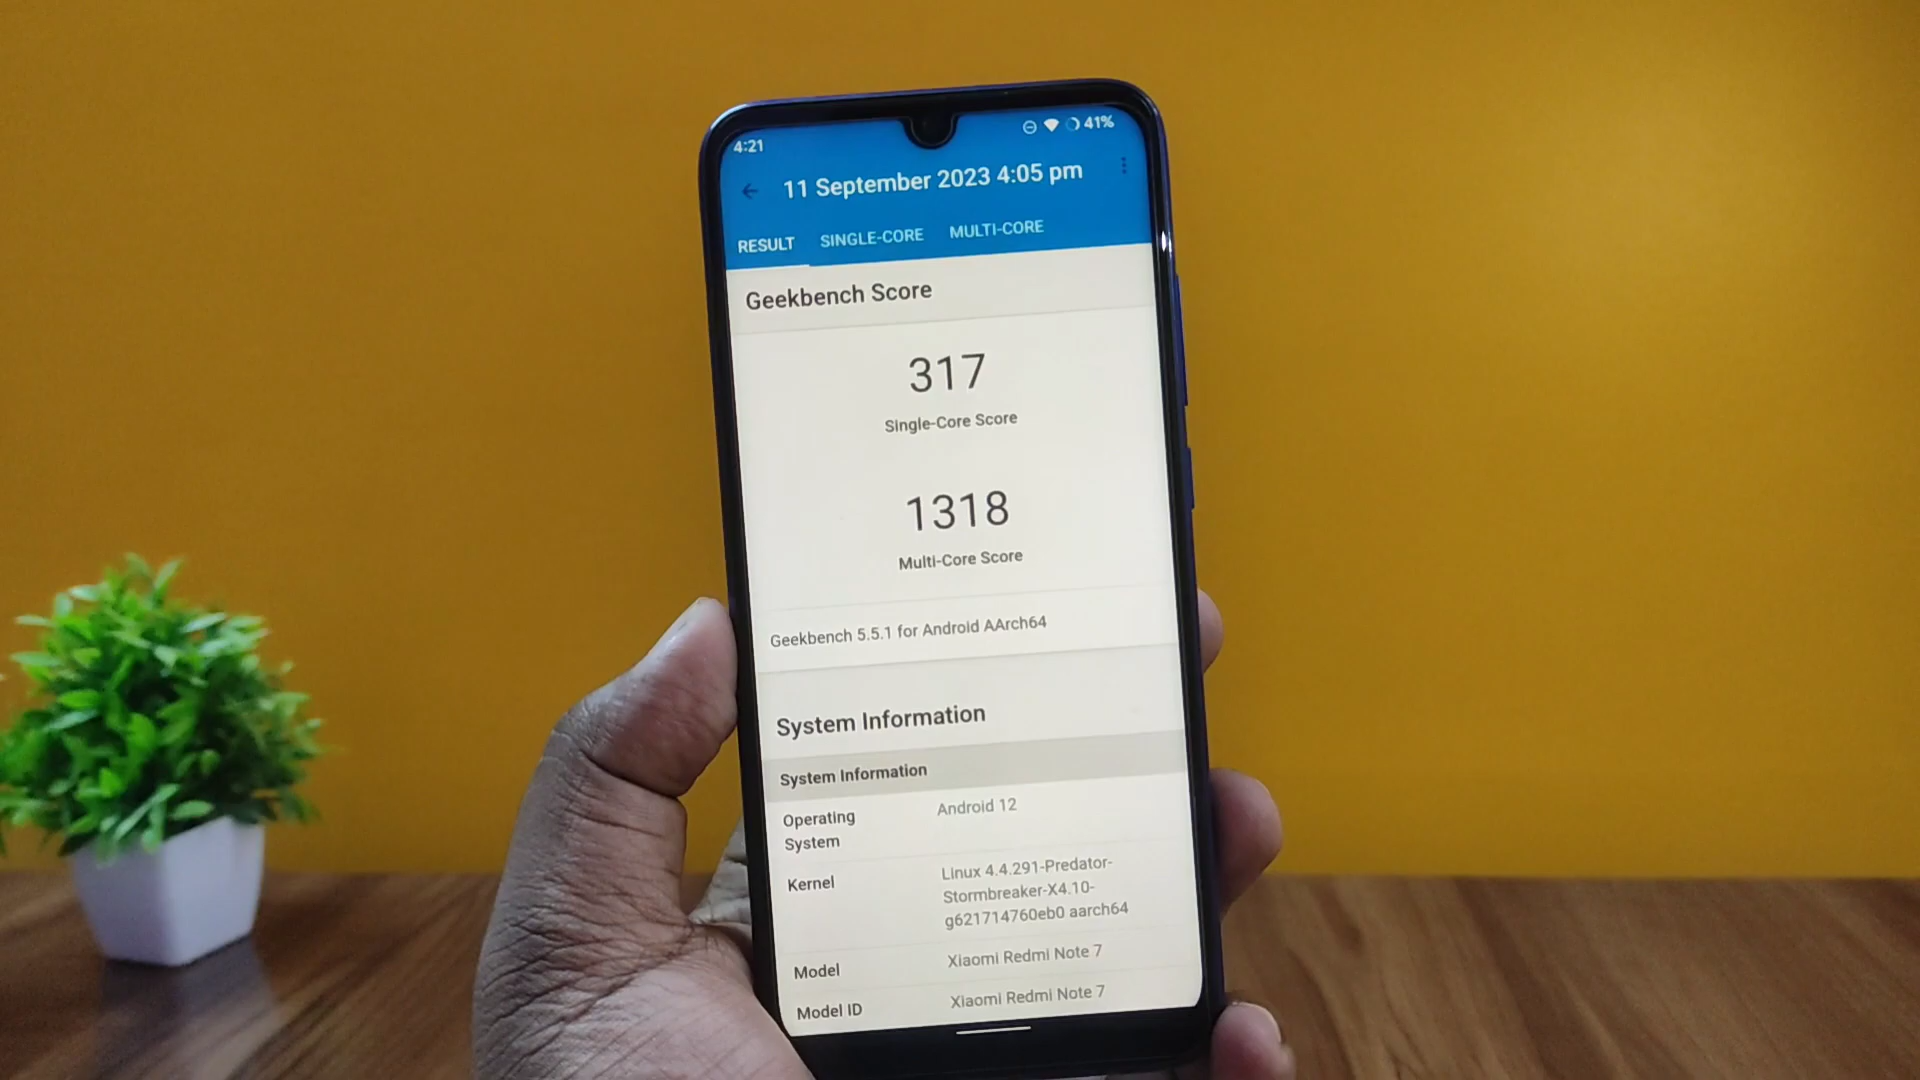 4:21
41%
11 September 2023 4:05 pm
RESULT SINGLE-CORE MULTI-CORE
Geekbench Score
317
Single-Core Score
1318
Multi-Core Score
Geekbench 5.5.1 for Android AArch64
System Information
System Information
Operating System
Android 12
Kernel
Linux 4.4.291-Predator-
Stormbreaker-X4.10-
g621714760eb0 aarch64
Model
Xiaomi Redmi Note 7
Model ID
Xiaomi Redmi Note 7